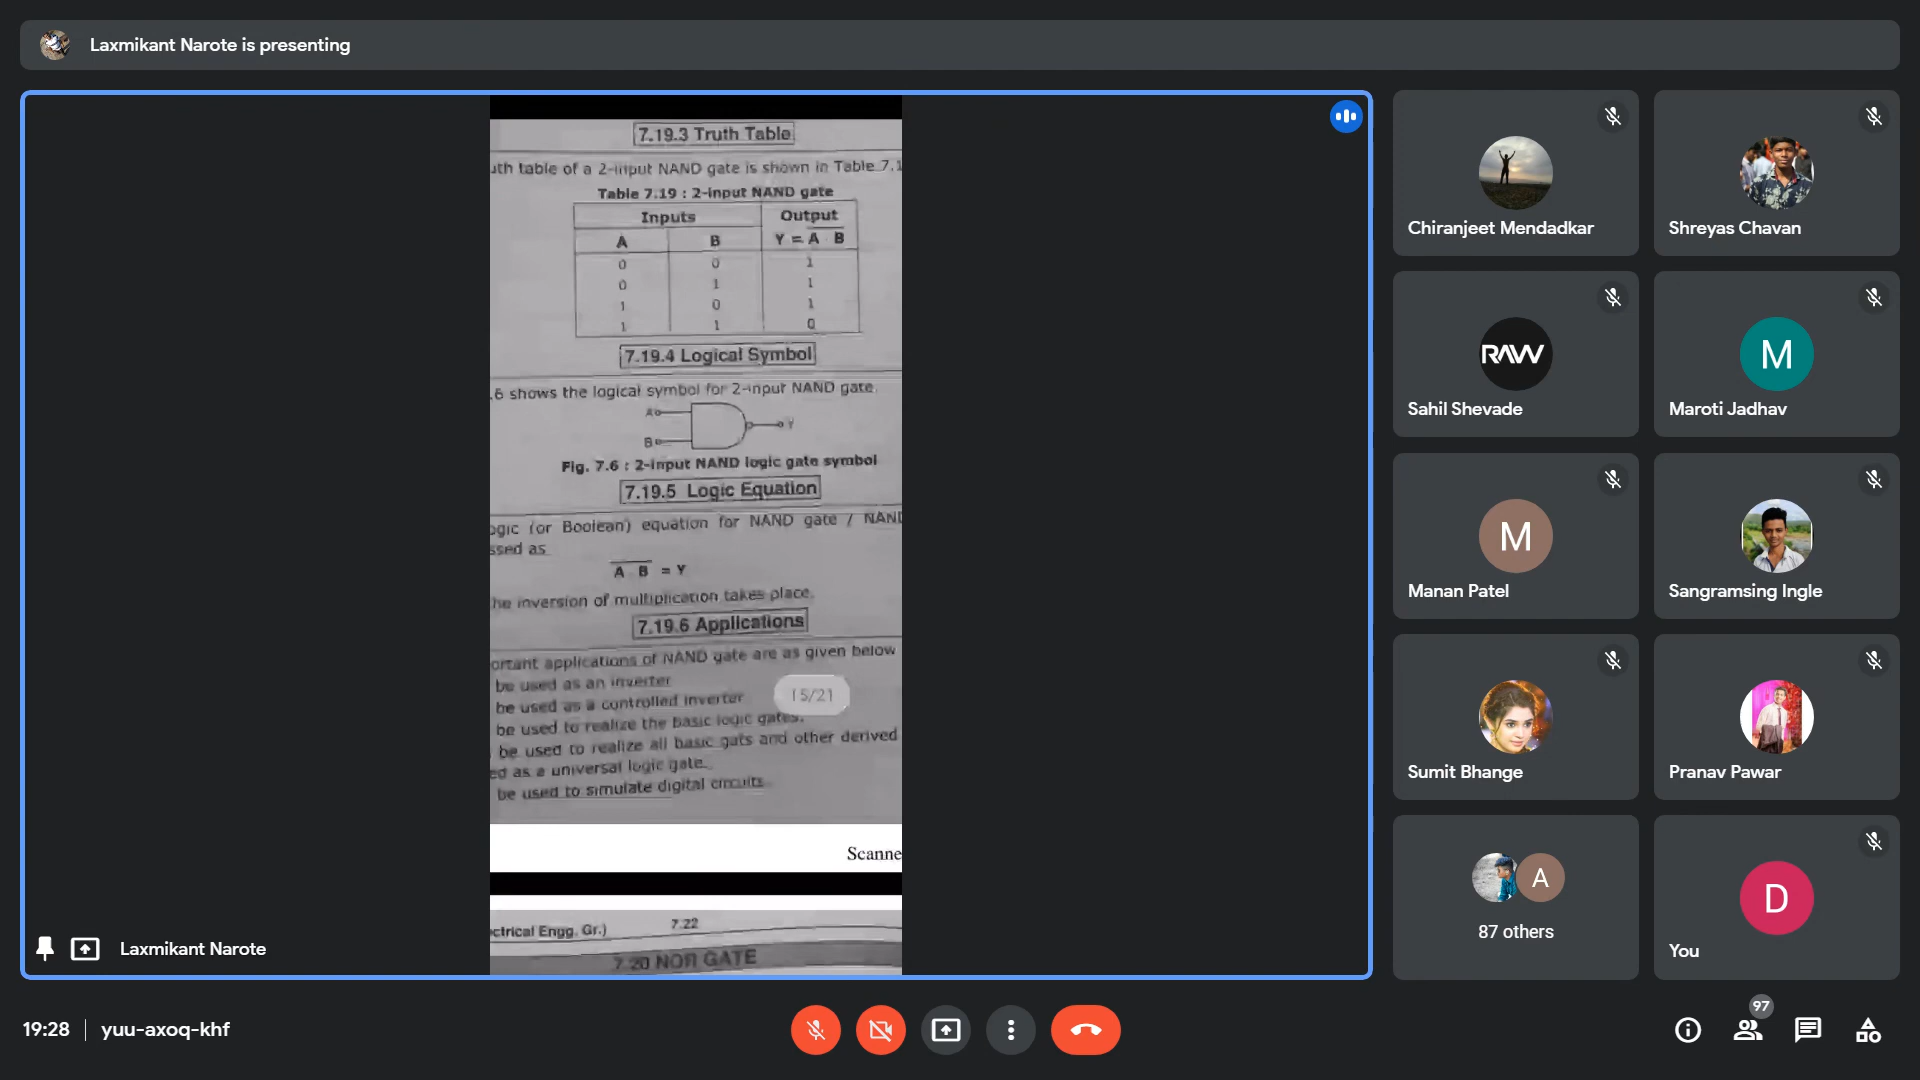 Laxmikant Narote is presenting
7.19.3 Truth Table
uth table of a 2-input NAND gate is shown in Table 7.1
Table 7.19 : 2-input NAND gate
Inputs Output
A B Y = A B
0 0 1
0 1 1
1 0 1
1 1 0
7.19.4 Logical Symbol
.6 shows the logical symbol for 2-input NAND gate.
A
B
Y
Fig. 7.6 : 2-input NAND logic gate symbol
7.19.5 Logic Equation
ogic (or Boolean) equation for NAND gate / NAND
ssed as
A B = Y
he inversion of multiplication takes place.
7.19.6 Applications
ortant applications of NAND gate are as given below
be used as an inverter
be used as a controlled inverter
15/21
be used to realize the basic logic gates.
be used to realize all basic gats and other derived
ed as a universal logic gate.
be used to simulate digital circuits
Scanne
ctrical Engg. Gr.) 7.22
7.20 NOR GATE
Laxmikant Narote
Chiranjeet Mendadkar
Shreyas Chavan
RAW
Sahil Shevade
M
Maroti Jadhav
M
Manan Patel
Sangramsing Ingle
Sumit Bhange
Pranav Pawar
A
87 others
D
You
19:28 yuu-axoq-khf
97